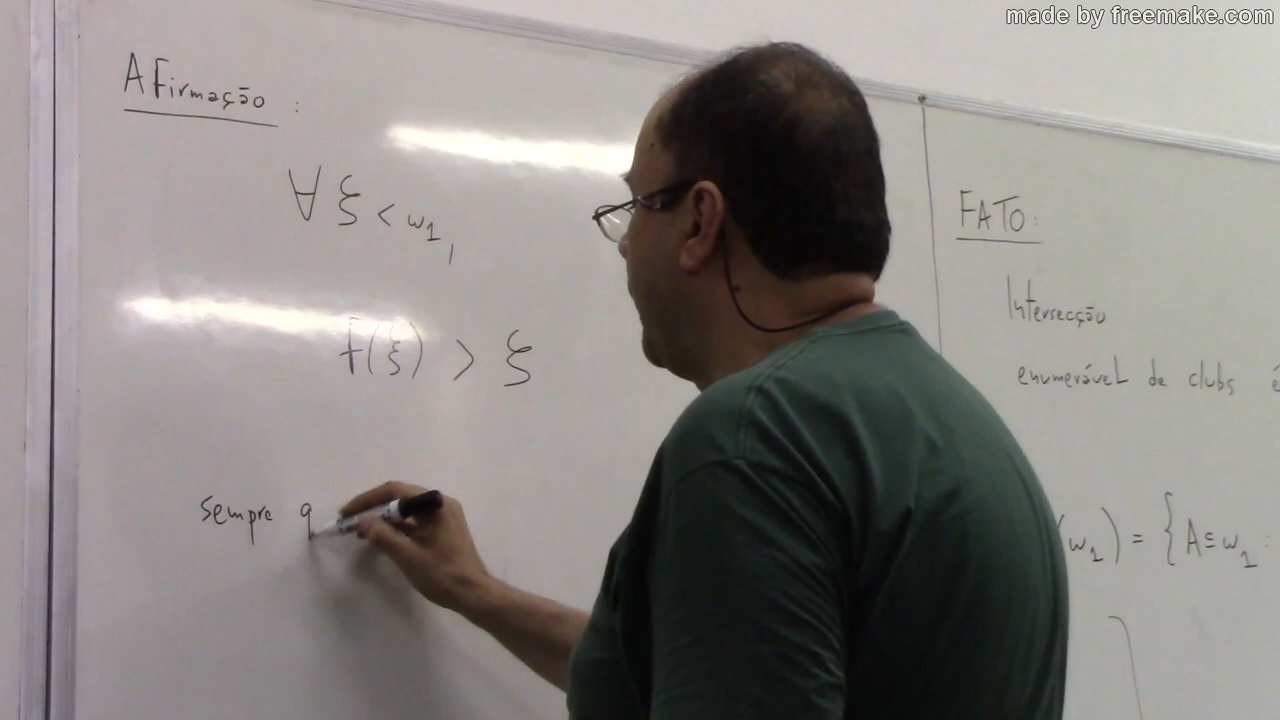 made by freemake.com
Afirmação :
∀ ξ < ω₁,
f(ξ) > ξ
sempre q
FATO:
Intersecção
enumerável de clubs é
(ω₁) = { A ⊆ ω₁ :